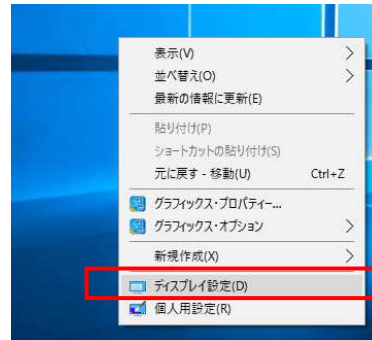 表示(V)
並べ替え(O)
最新の情報に更新(E)
貼り付け(P)
ショートカットの貼り付け(S)
元に戻す - 移動(U) Ctrl+Z
グラフィックス・プロパティー...
グラフィックス・オプション
新規作成(X)
ディスプレイ設定(D)
個人用設定(R)